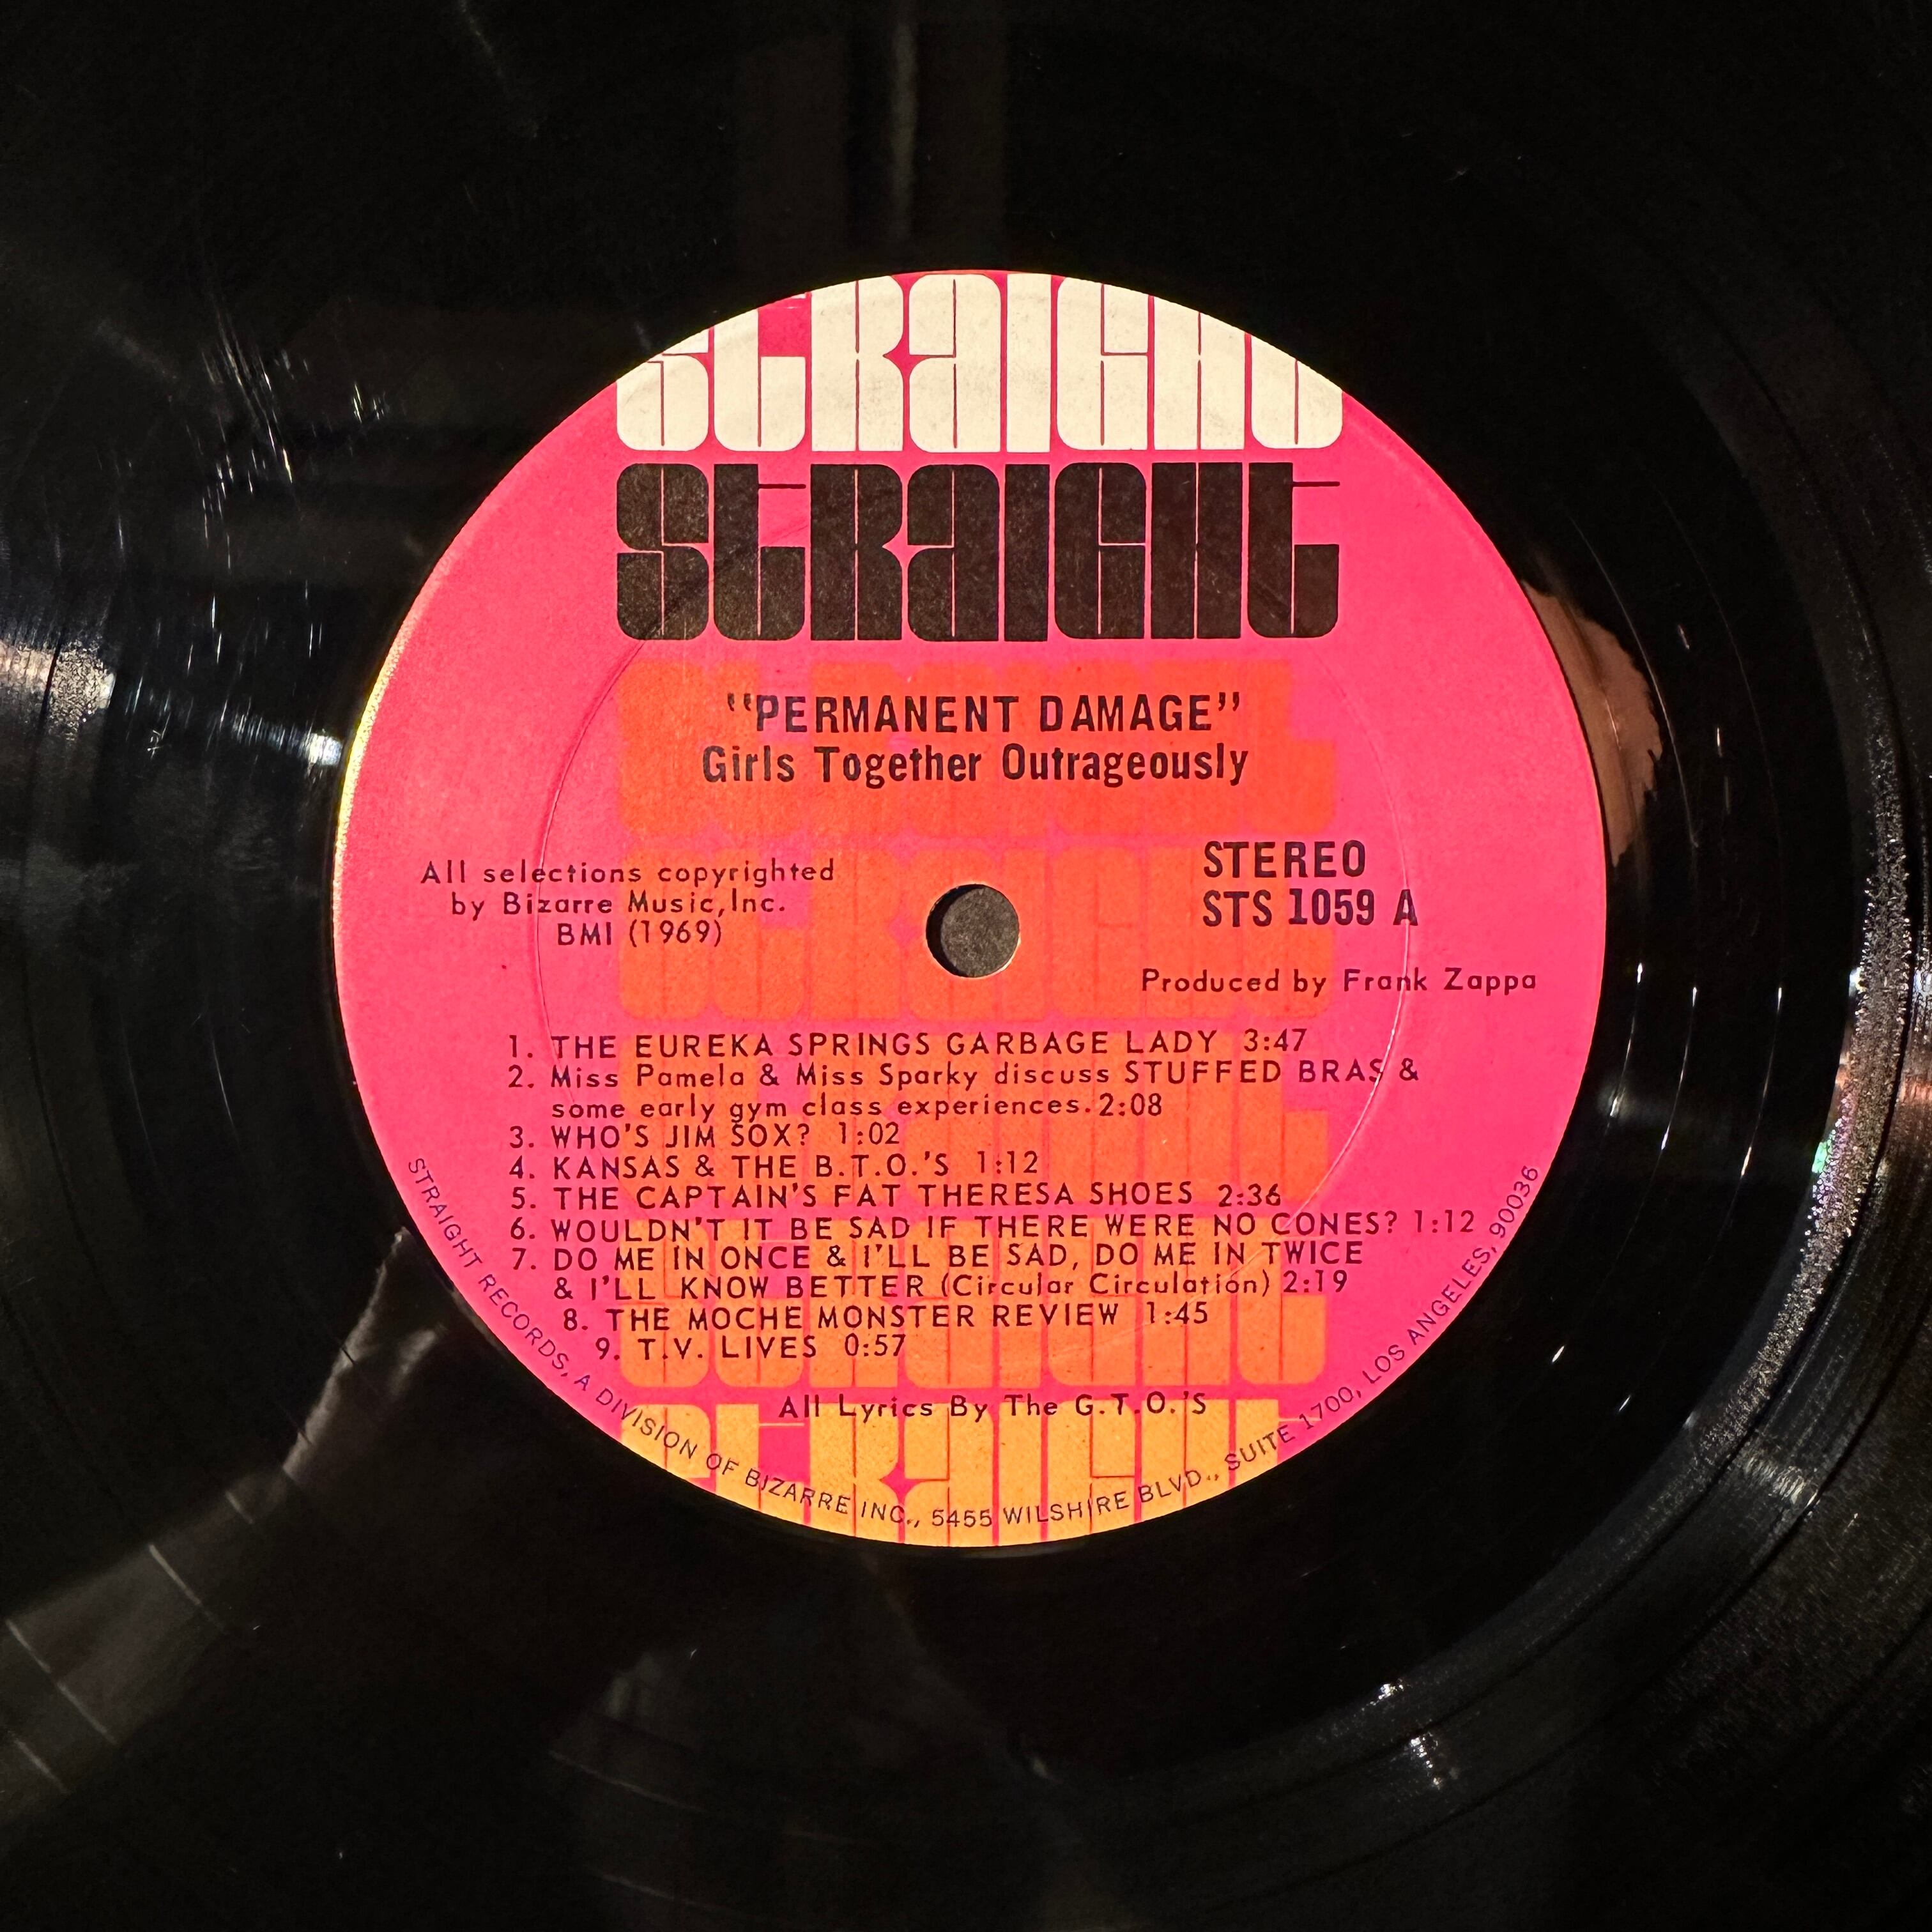 STRAIGHT
STRAIGHT
STRAIGHT
"PERMANENT DAMAGE"
Girls Together Outrageously
STRAIGHT
All selections copyrighted
by Bizarre Music, Inc.
BMI (1969)
STEREO
STS 1059 A
Produced by Frank Zappa
1. THE EUREKA SPRINGS GARBAGE LADY 3:47
2. Miss Pamela & Miss Sparky discuss STUFFED BRAS &
some early gym class experiences. 2:08
3. WHO'S JIM SOX? 1:02
4. KANSAS & THE B.T.O.'S 1:12
5. THE CAPTAIN'S FAT THERESA SHOES 2:36
6. WOULDN'T IT BE SAD IF THERE WERE NO CONES? 1:12
7. DO ME IN ONCE & I'LL BE SAD, DO ME IN TWICE
& I'LL KNOW BETTER (Circular Circulation) 2:19
8. THE MOCHE MONSTER REVIEW 1:45
9. T.V. LIVES 0:57
STRAIGHT
All Lyrics By The G.T.O.'S
STRAIGHT
STRAIGHT RECORDS, A DIVISION OF BIZARRE INC., 5455 WILSHIRE BLVD., SUITE 1700, LOS ANGELES, 90036